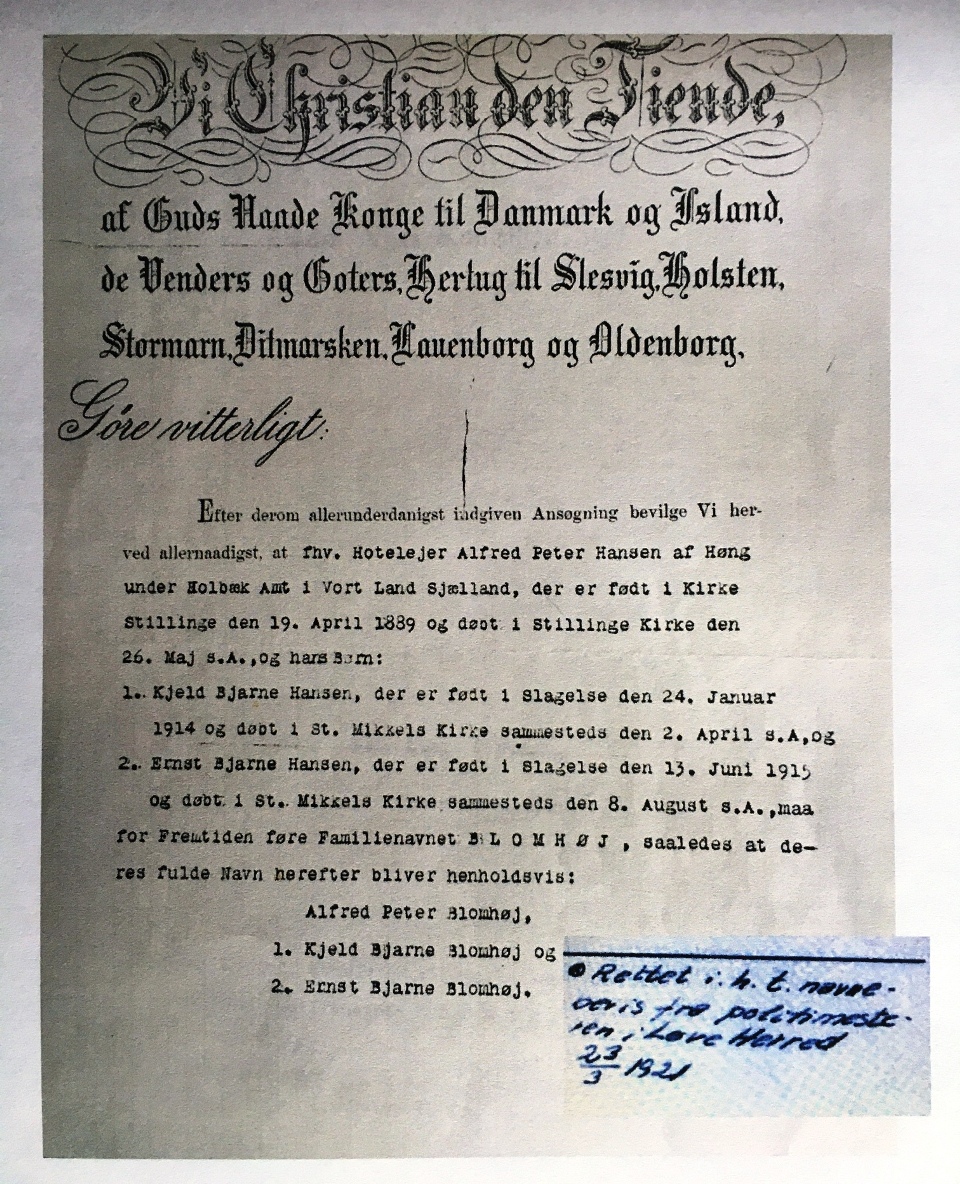 Vi Christian den Tiende,
af Guds Naade Konge til Danmark og Island,
de Venders og Goters, Hertug til Slesvig, Holsten,
Stormarn, Ditmarsken, Lauenborg og Oldenborg,
Göre vitterligt:
Efter derom allerunderdanigst indgiven Ansøgning bevilge Vi her-
ved allernaadigst, at fhv. Hotelejer Alfred Peter Hansen af Høng
under Holbæk Amt i Vort Land Sjælland, der er født i Kirke
Stillinge den 19. April 1889 og døbt i Stillinge Kirke den
26. Maj s.A., og hans Børn:
1. Kjeld Bjarne Hansen, der er født i Slagelse den 24. Januar
1914 og døbt i St. Mikkels Kirke sammesteds den 2. April s.A, og
2. Ernst Bjarne Hansen, der er født i Slagelse den 13. Juni 1915
og døbt i St. Mikkels Kirke sammesteds den 8. August s.A., maa
for Fremtiden føre Familienavnet B L O M H Ø J , saaledes at de-
res fulde Navn herefter bliver henholdsvis:
Alfred Peter Blomhøj,
1. Kjeld Bjarne Blomhøj og
2. Ernst Bjarne Blomhøj.
Rettet i. h. t. navne-
bevis fra politimeste-
ren i Løve Herred
23/3 1921